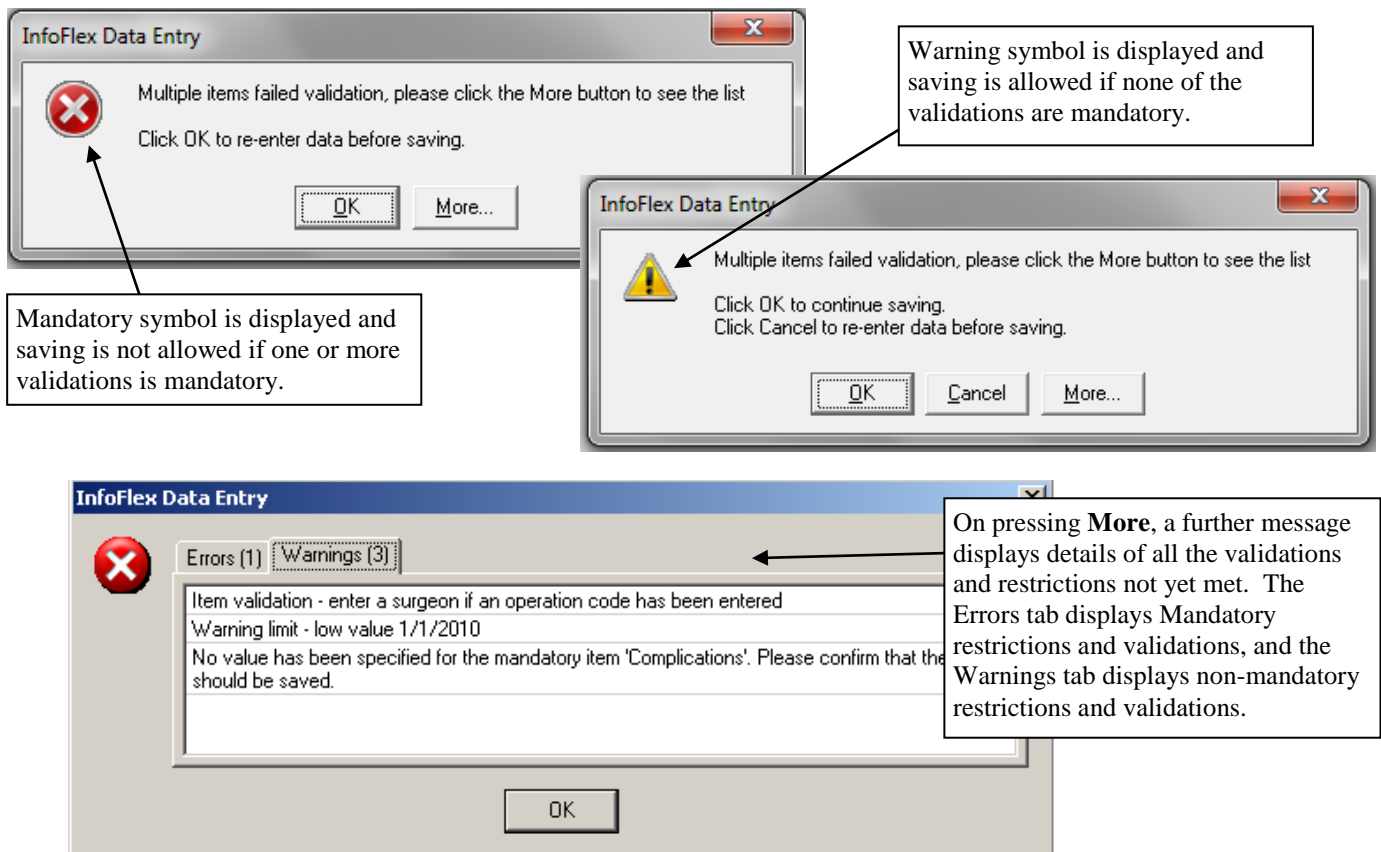 InfoFlex Data Entry
Multiple items failed validation, please click the More button to see the list
Click OK to re-enter data before saving.
OK More...
Warning symbol is displayed and
saving is allowed if none of the
validations are mandatory.
Mandatory symbol is displayed and
saving is not allowed if one or more
validations is mandatory.
InfoFlex Data Entry
Multiple items failed validation, please click the More button to see the list
Click OK to continue saving.
Click Cancel to re-enter data before saving.
OK Cancel More...
InfoFlex Data Entry
Errors (1) Warnings (3)
Item validation - enter a surgeon if an operation code has been entered
Warning limit - low value 1/1/2010
No value has been specified for the mandatory item 'Complications'. Please confirm that the
should be saved.
OK
On pressing More, a further message
displays details of all the validations
and restrictions not yet met. The
Errors tab displays Mandatory
restrictions and validations, and the
Warnings tab displays non-mandatory
restrictions and validations.